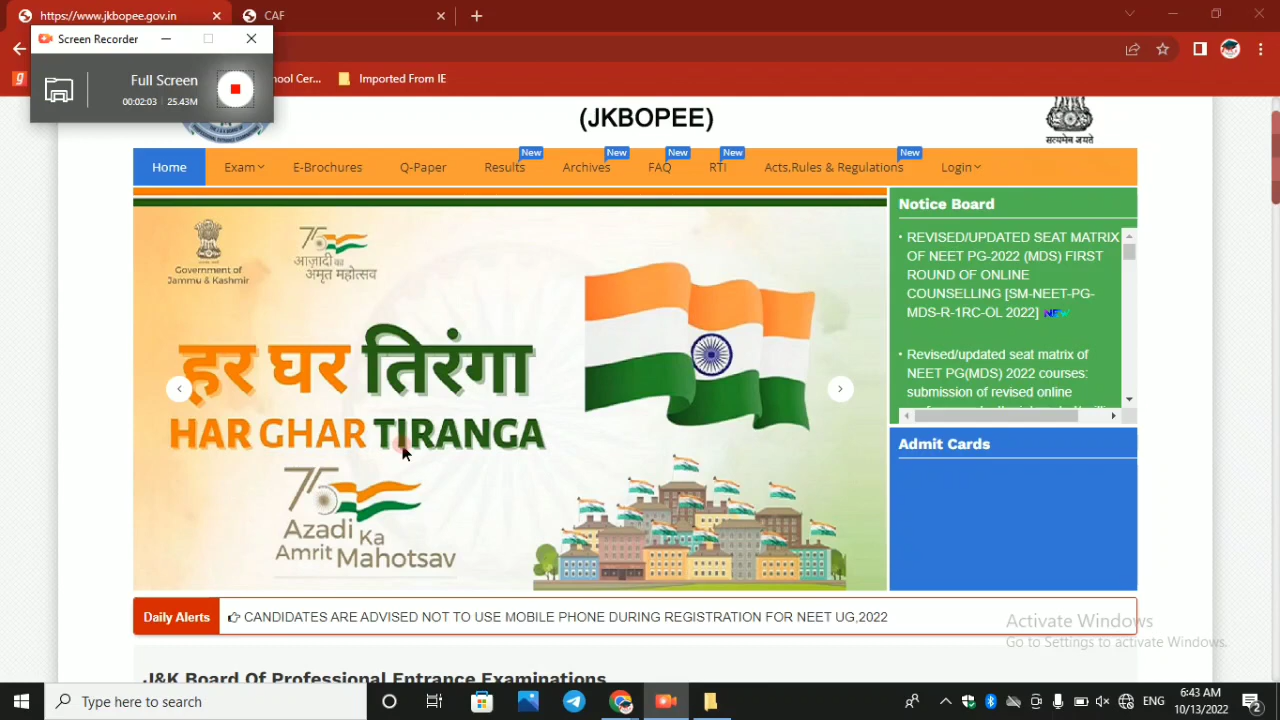 https://www.jkbopee.gov.in
CAF
Screen Recorder
Full Screen
00:02:03 25.43M
hool Cer...
Imported From IE
(JKBOPEE)
सत्यमेव जयते
New New New New New
Home Exam E-Brochures Q-Paper Results Archives FAQ RTI Acts.Rules & Regulations Login
Notice Board
REVISED/UPDATED SEAT MATRIX
OF NEET PG-2022 (MDS) FIRST
ROUND OF ONLINE
COUNSELLING [SM-NEET-PG-
MDS-R-1RC-OL 2022] NEW
Revised/updated seat matrix of
NEET PG(MDS) 2022 courses:
submission of revised online
Admit Cards
Government of
Jammu & Kashmir
75
आज़ादी का
अमृत महोत्सव
हर घर तिरंगा
HAR GHAR TIRANGA
75
Azadi Ka
Amrit Mahotsav
Daily Alerts
CANDIDATES ARE ADVISED NOT TO USE MOBILE PHONE DURING REGISTRATION FOR NEET UG,2022
Activate Windows
Go to Settings to activate Windows.
J&K Board Of Professional Entrance Examinations
Type here to search
ENG
6:43 AM
10/13/2022
2